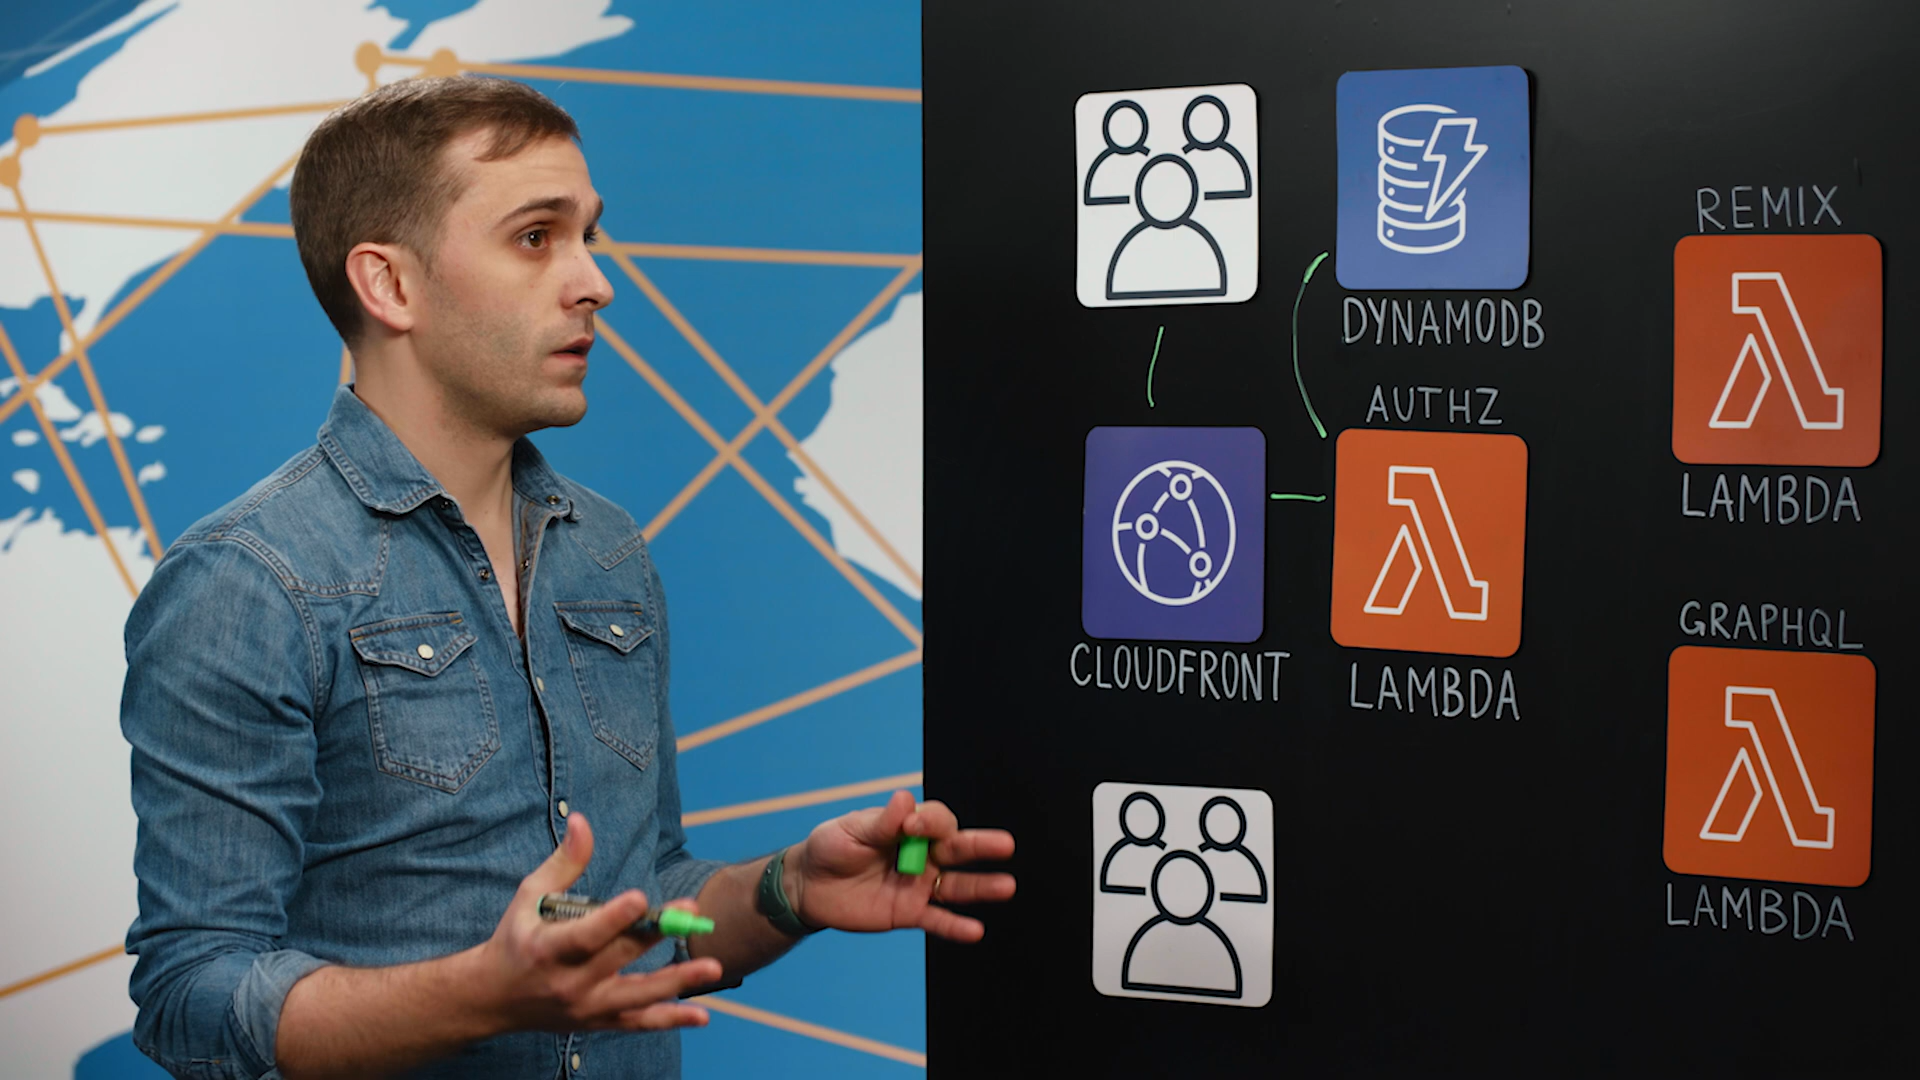 DYNAMODB
AUTHZ
LAMBDA
CLOUDFRONT
REMIX
LAMBDA
GRAPHQL
LAMBDA